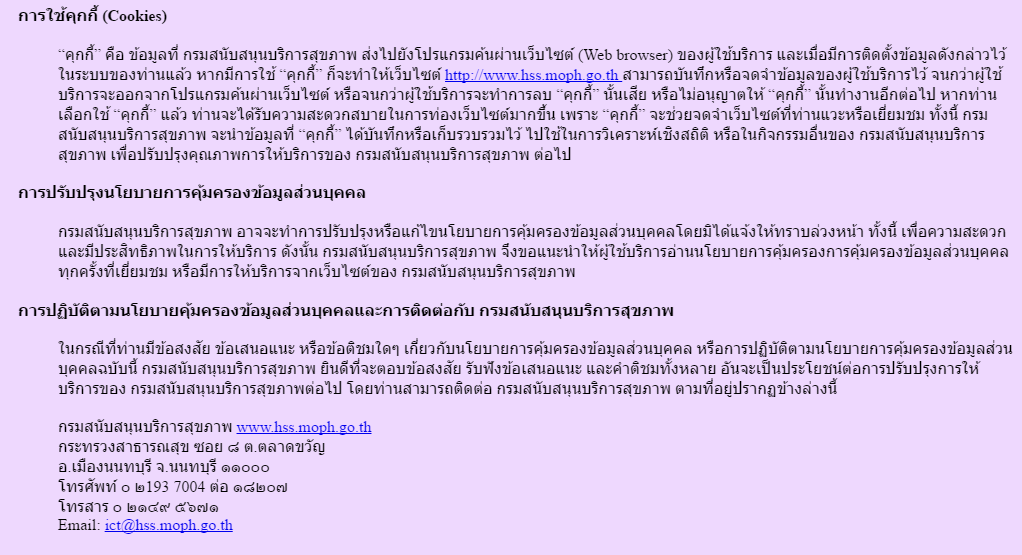 การใช้คุกกี้ (Cookies)
“คุกกี้” คือ ข้อมูลที่ กรมสนับสนุนบริการสุขภาพ ส่งไปยังโปรแกรมค้นผ่านเว็บไซต์ (Web browser) ของผู้ใช้บริการ และเมื่อมีการติดตั้งข้อมูลดังกล่าวไว้
ในระบบของท่านแล้ว หากมีการใช้ “คุกกี้” ก็จะทำให้เว็บไซต์ http://www.hss.moph.go.th สามารถบันทึกหรือจดจำข้อมูลของผู้ใช้บริการไว้ จนกว่าผู้ใช้
บริการจะออกจากโปรแกรมค้นผ่านเว็บไซต์ หรือจนกว่าผู้ใช้บริการจะทำการลบ “คุกกี้” นั้นเสีย หรือไม่อนุญาตให้ “คุกกี้” นั้นทำงานอีกต่อไป หากท่าน
เลือกใช้ “คุกกี้” แล้ว ท่านจะได้รับความสะดวกสบายในการท่องเว็บไซต์มากขึ้น เพราะ “คุกกี้” จะช่วยจดจำเว็บไซต์ที่ท่านแวะหรือเยี่ยมชม ทั้งนี้ กรม
สนับสนุนบริการสุขภาพ จะนำข้อมูลที่ “คุกกี้” ได้บันทึกหรือเก็บรวบรวมไว้ ไปใช้ในการวิเคราะห์เชิงสถิติ หรือในกิจกรรมอื่นของ กรมสนับสนุนบริการ
สุขภาพ เพื่อปรับปรุงคุณภาพการให้บริการของ กรมสนับสนุนบริการสุขภาพ ต่อไป
การปรับปรุงนโยบายการคุ้มครองข้อมูลส่วนบุคคล
กรมสนับสนุนบริการสุขภาพ อาจจะทำการปรับปรุงหรือแก้ไขนโยบายการคุ้มครองข้อมูลส่วนบุคคลโดยมิได้แจ้งให้ทราบล่วงหน้า ทั้งนี้ เพื่อความสะดวก
และมีประสิทธิภาพในการให้บริการ ดังนั้น กรมสนับสนุนบริการสุขภาพ จึงขอแนะนำให้ผู้ใช้บริการอ่านนโยบายการคุ้มครองการคุ้มครองข้อมูลส่วนบุคคล
ทุกครั้งที่เยี่ยมชม หรือมีการให้บริการจากเว็บไซต์ของ กรมสนับสนุนบริการสุขภาพ
การปฏิบัติตามนโยบายคุ้มครองข้อมูลส่วนบุคคลและการติดต่อกับ กรมสนับสนุนบริการสุขภาพ
ในกรณีที่ท่านมีข้อสงสัย ข้อเสนอแนะ หรือข้อติชมใดๆ เกี่ยวกับนโยบายการคุ้มครองข้อมูลส่วนบุคคล หรือการปฏิบัติตามนโยบายการคุ้มครองข้อมูลส่วน
บุคคลฉบับนี้ กรมสนับสนุนบริการสุขภาพ ยินดีที่จะตอบข้อสงสัย รับฟังข้อเสนอแนะ และคำติชมทั้งหลาย อันจะเป็นประโยชน์ต่อการปรับปรุงการให้
บริการของ กรมสนับสนุนบริการสุขภาพต่อไป โดยท่านสามารถติดต่อ กรมสนับสนุนบริการสุขภาพ ตามที่อยู่ปรากฏข้างล่างนี้
กรมสนับสนุนบริการสุขภาพ www.hss.moph.go.th
กระทรวงสาธารณสุข ซอย ๘ ต.ตลาดขวัญ
อ.เมืองนนทบุรี จ.นนทบุรี ๑๑๐๐๐
โทรศัพท์ ๐ ๒193 7004 ต่อ ๑๘๒๐๗
โทรสาร ๐ ๒๑๔๙ ๕๖๗๑
Email: ict@hss.moph.go.th